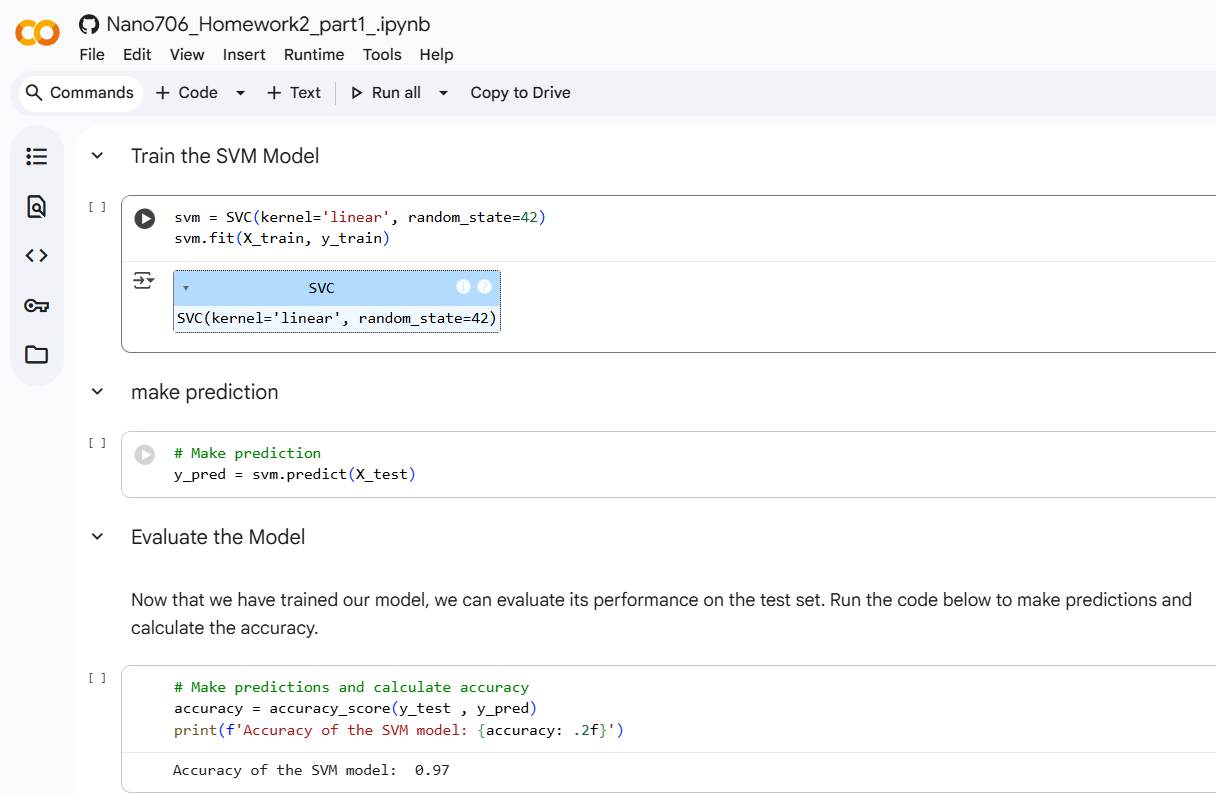 Nano706_Homework2_part1_.ipynb
File Edit View Insert Runtime Tools Help
Commands + Code + Text Run all Copy to Drive
Train the SVM Model
[ ]
svm = SVC(kernel='linear', random_state=42)
svm.fit(X_train, y_train)
SVC i ?
SVC(kernel='linear', random_state=42)
make prediction
[ ]
# Make prediction
y_pred = svm.predict(X_test)
Evaluate the Model
Now that we have trained our model, we can evaluate its performance on the test set. Run the code below to make predictions and
calculate the accuracy.
[ ]
# Make predictions and calculate accuracy
accuracy = accuracy_score(y_test , y_pred)
print(f'Accuracy of the SVM model: {accuracy: .2f}')
Accuracy of the SVM model:  0.97